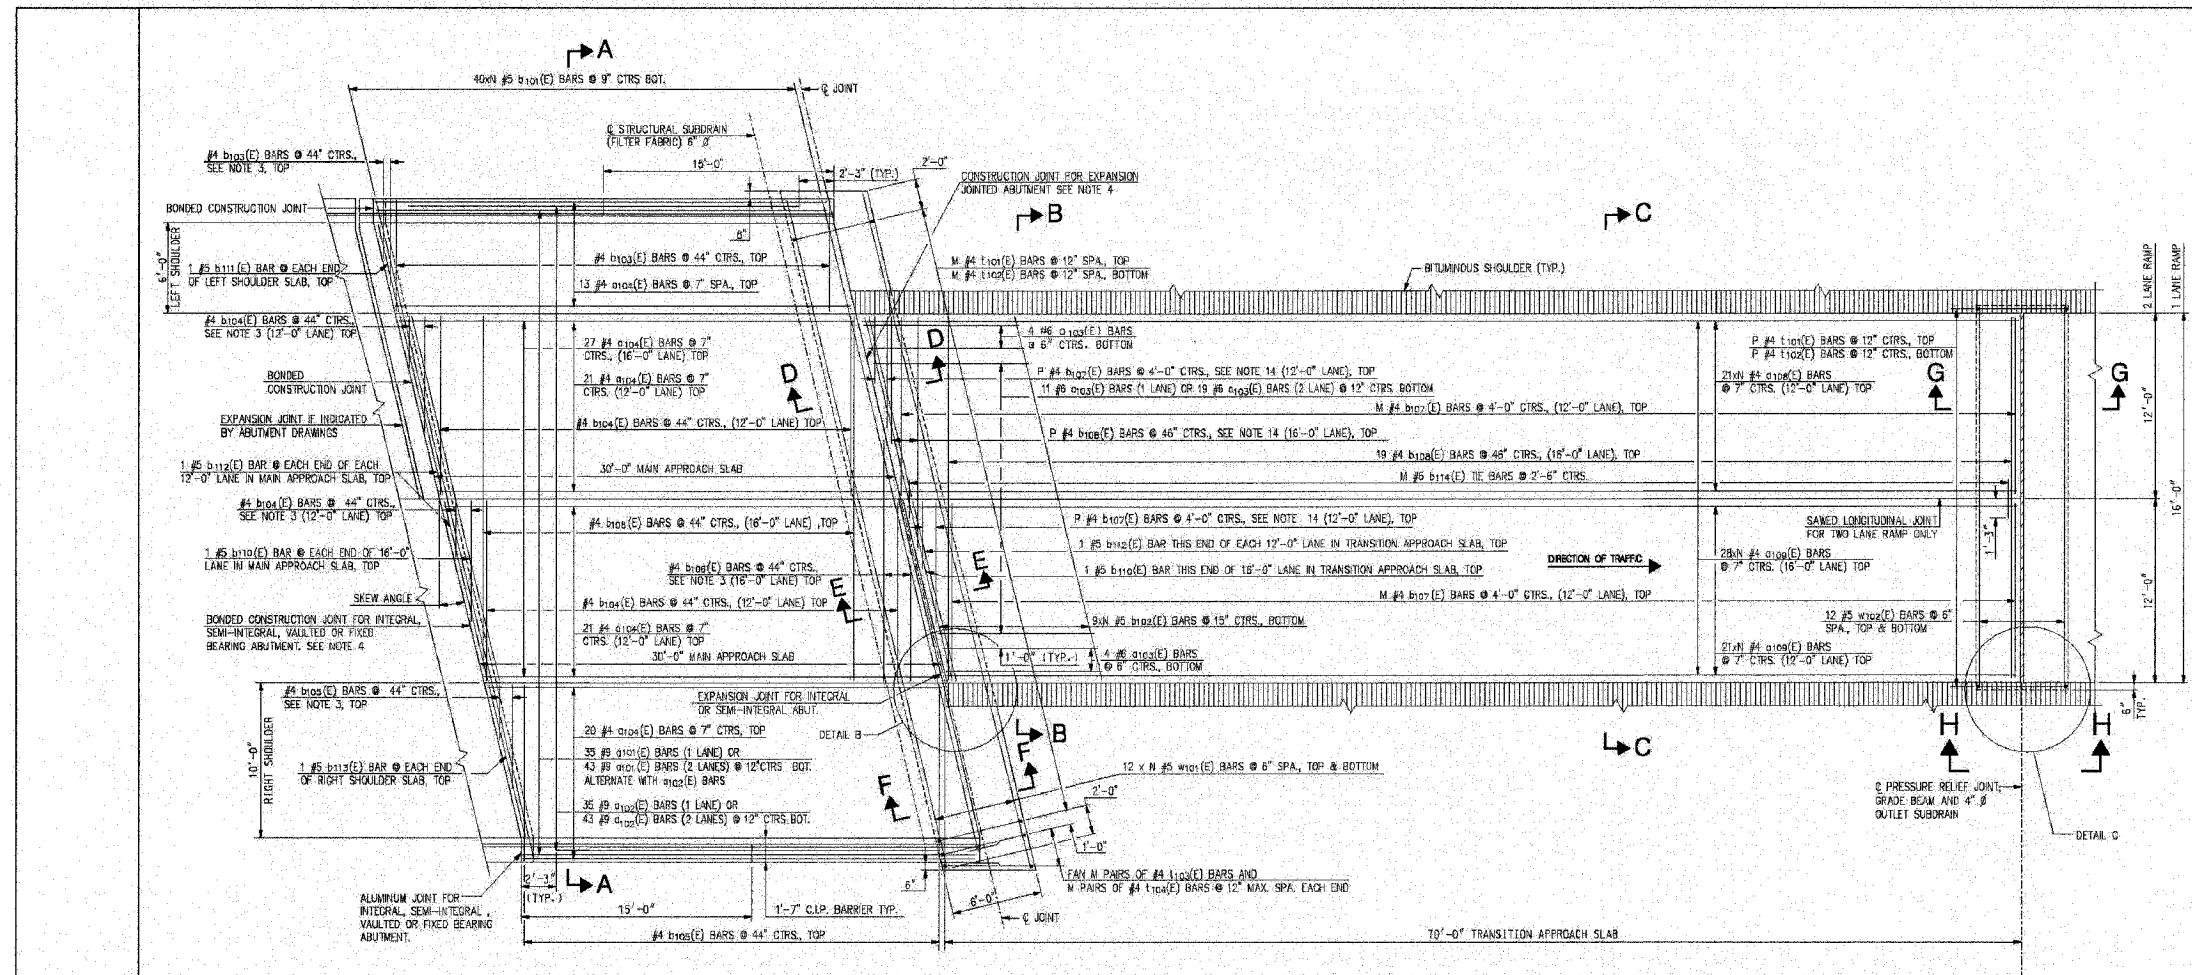 A
40xN #5 b101(E) BARS @ 9" CTRS BOT.
℄ JOINT
℄ STRUCTURAL SUBDRAIN
(FILTER FABRIC) 6" Ø
#4 b103(E) BARS @ 44" CTRS.,
SEE NOTE 3, TOP
15'-0"
2'-3" (TYP.)
2'-0"
CONSTRUCTION JOINT FOR EXPANSION
JOINTED ABUTMENT SEE NOTE 4
BONDED CONSTRUCTION JOINT
B
C
8"
6'-0"
LEFT SHOULDER
1 #5 b111(E) BAR @ EACH END
OF LEFT SHOULDER SLAB, TOP
#4 b103(E) BARS @ 44" CTRS., TOP
13 #4 a104(E) BARS @ 7" SPA., TOP
M #4 t101(E) BARS @ 12" SPA., TOP
M #4 t102(E) BARS @ 12" SPA., BOTTOM
BITUMINOUS SHOULDER (TYP.)
2 LANE RAMP
1 LANE RAMP
#4 b104(E) BARS @ 44" CTRS.,
SEE NOTE 3 (12'-0" LANE) TOP
27 #4 a104(E) BARS @ 7"
CTRS., (16'-0" LANE) TOP
21 #4 a104(E) BARS @ 7"
CTRS. (12'-0" LANE) TOP
D
D
4 #6 a103(E) BARS
@ 6" CTRS. BOTTOM
P #4 t101(E) BARS @ 12" CTRS., TOP
P #4 t102(E) BARS @ 12" CTRS., BOTTOM
21xN #4 a108(E) BARS
@ 7" CTRS. (12'-0" LANE) TOP
G
G
BONDED
CONSTRUCTION JOINT
P #4 b107(E) BARS @ 4'-0" CTRS., SEE NOTE 14 (12'-0" LANE), TOP
11 #6 a103(E) BARS (1 LANE) OR 19 #6 a103(E) BARS (2 LANE) @ 12" CTRS. BOTTOM
M #4 b107(E) BARS @ 4'-0" CTRS., (12'-0" LANE), TOP
12'-0"
16'-0"
EXPANSION JOINT IF INDICATED
BY ABUTMENT DRAWINGS
#4 b104(E) BARS @ 44" CTRS., (12'-0" LANE) TOP
P #4 b108(E) BARS @ 46" CTRS., SEE NOTE 14 (16'-0" LANE), TOP
19 #4 b108(E) BARS @ 46" CTRS., (16'-0" LANE), TOP
1 #5 b112(E) BAR @ EACH END OF EACH
12'-0" LANE IN MAIN APPROACH SLAB, TOP
30'-0" MAIN APPROACH SLAB
M #5 b114(E) TIE BARS @ 2'-6" CTRS.
#4 b104(E) BARS @ 44" CTRS.,
SEE NOTE 3 (12'-0" LANE) TOP
#4 b106(E) BARS @ 44" CTRS., (16'-0" LANE) ,TOP
P #4 b107(E) BARS @ 4'-0" CTRS., SEE NOTE 14 (12'-0" LANE), TOP
SAWED LONGITUDINAL JOINT
FOR TWO LANE RAMP ONLY
1'-3"
1 #5 b112(E) BAR THIS END OF EACH 12'-0" LANE IN TRANSITION APPROACH SLAB, TOP
1 #5 b110(E) BAR @ EACH END OF 16'-0"
LANE IN MAIN APPROACH SLAB, TOP
#4 b106(E) BARS @ 44" CTRS.,
SEE NOTE 3 (16'-0" LANE) TOP
E
E
1 #5 b110(E) BAR THIS END OF 16'-0" LANE IN TRANSITION APPROACH SLAB, TOP
DIRECTION OF TRAFFIC
28xN #4 a109(E) BARS
@ 7" CTRS. (16'-0" LANE) TOP
SKEW ANGLE
#4 b104(E) BARS @ 44" CTRS., (12'-0" LANE) TOP
M #4 b107(E) BARS @ 4'-0" CTRS., (12'-0" LANE), TOP
12'-0"
BONDED CONSTRUCTION JOINT FOR INTEGRAL,
SEMI-INTEGRAL, VAULTED OR FIXED
BEARING ABUTMENT. SEE NOTE 4
21 #4 a104(E) BARS @ 7"
CTRS. (12'-0" LANE) TOP
9xN #5 b102(E) BARS @ 15" CTRS., BOTTOM
12 #5 w102(E) BARS @ 6"
SPA., TOP & BOTTOM
30'-0" MAIN APPROACH SLAB
1'-0" (TYP.)
4 #6 a103(E) BARS
@ 6" CTRS., BOTTOM
21xN #4 a109(E) BARS
@ 7" CTRS. (12'-0" LANE) TOP
#4 b105(E) BARS @ 44" CTRS.,
SEE NOTE 3, TOP
EXPANSION JOINT FOR INTEGRAL
OR SEMI-INTEGRAL ABUT.
6"
TYP.
10'-0"
RIGHT SHOULDER
20 #4 a104(E) BARS @ 7" CTRS, TOP
DETAIL B
B
C
H
H
1 #5 b113(E) BAR @ EACH END
OF RIGHT SHOULDER SLAB, TOP
35 #9 a101(E) BARS (1 LANE) OR
43 #9 a101(E) BARS (2 LANES) @ 12"CTRS. BOT.
ALTERNATE WITH a102(E) BARS
F
F
12 x N #5 w101(E) BARS @ 6" SPA., TOP & BOTTOM
35 #9 a102(E) BARS (1 LANE) OR
43 #9 a102(E) BARS (2 LANES) @ 12" CTRS.BOT.
2'-0"
1'-0"
℄ PRESSURE RELIEF JOINT,
GRADE BEAM AND 4" Ø
OUTLET SUBDRAIN
DETAIL C
2'-3"
(TYP.)
A
6"
FAN M PAIRS OF #4 t103(E) BARS AND
M PAIRS OF #4 t104(E) BARS @ 12" MAX. SPA. EACH END
ALUMINUM JOINT FOR
INTEGRAL, SEMI-INTEGRAL ,
VAULTED OR FIXED BEARING
ABUTMENT.
15'-0"
1'-7" C.I.P. BARRIER TYP.
6'-0"
℄ JOINT
#4 b105(E) BARS @ 44" CTRS., TOP
70'-0" TRANSITION APPROACH SLAB